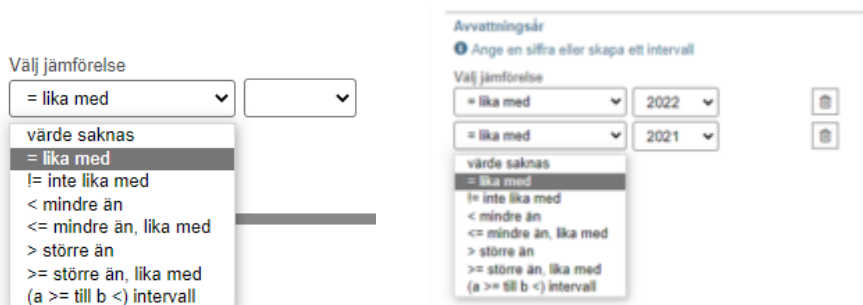 Välj jämförelse
= lika med
värde saknas
= lika med
!= inte lika med
< mindre än
<= mindre än, lika med
> större än
>= större än, lika med
(a >= till b <) intervall
Avvattningsår
Ange en siffra eller skapa ett intervall
Välj jämförelse
= lika med 2022
= lika med 2021
värde saknas
= lika med
!= inte lika med
< mindre än
<= mindre än, lika med
> större än
>= större än, lika med
(a >= till b <) intervall